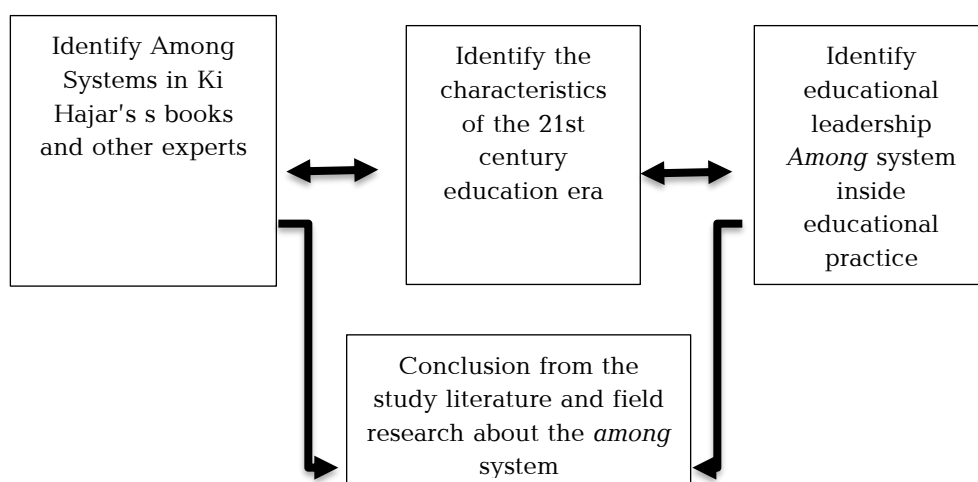 Identify Among
Systems in Ki
Hajar's s books
and other experts
Identify the
characteristics
of the 21st
century
education era
Identify
educational
leadership
Among system
inside
educational
practice
Conclusion from the
study literature and field
research about the among
system